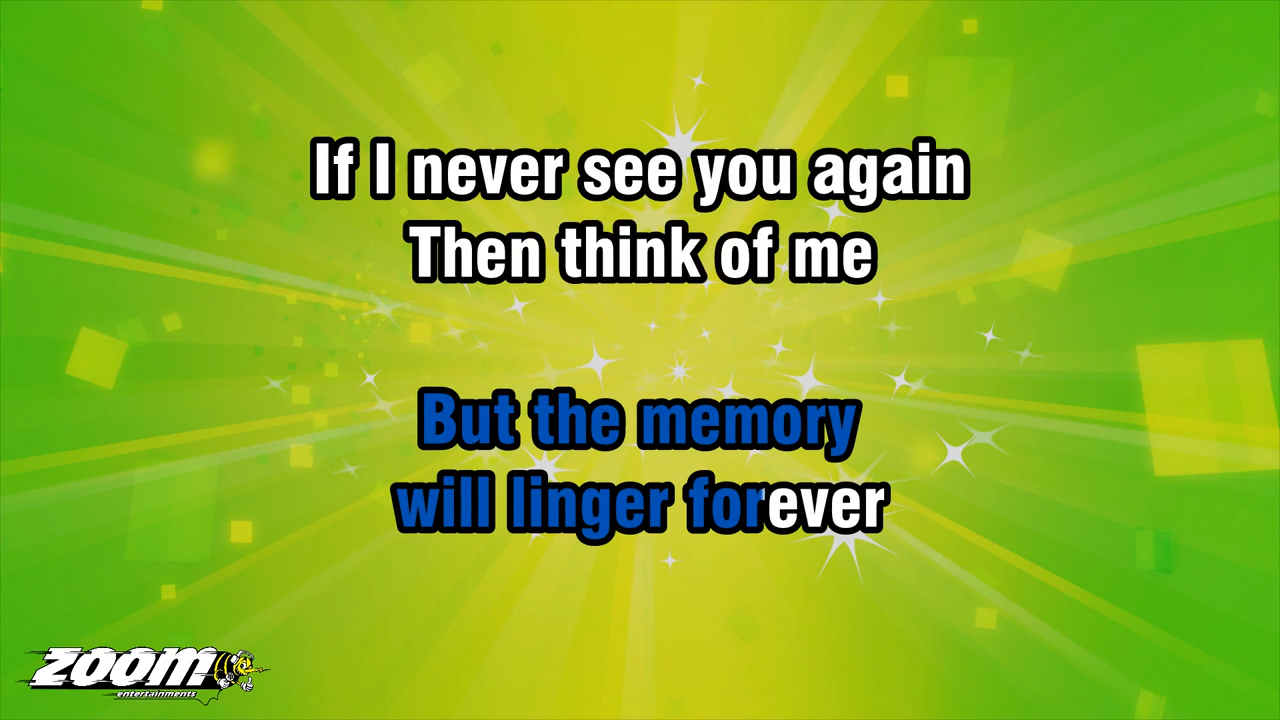 If I never see you again
Then think of me
But the memory
will linger forever
zoom
entertainments